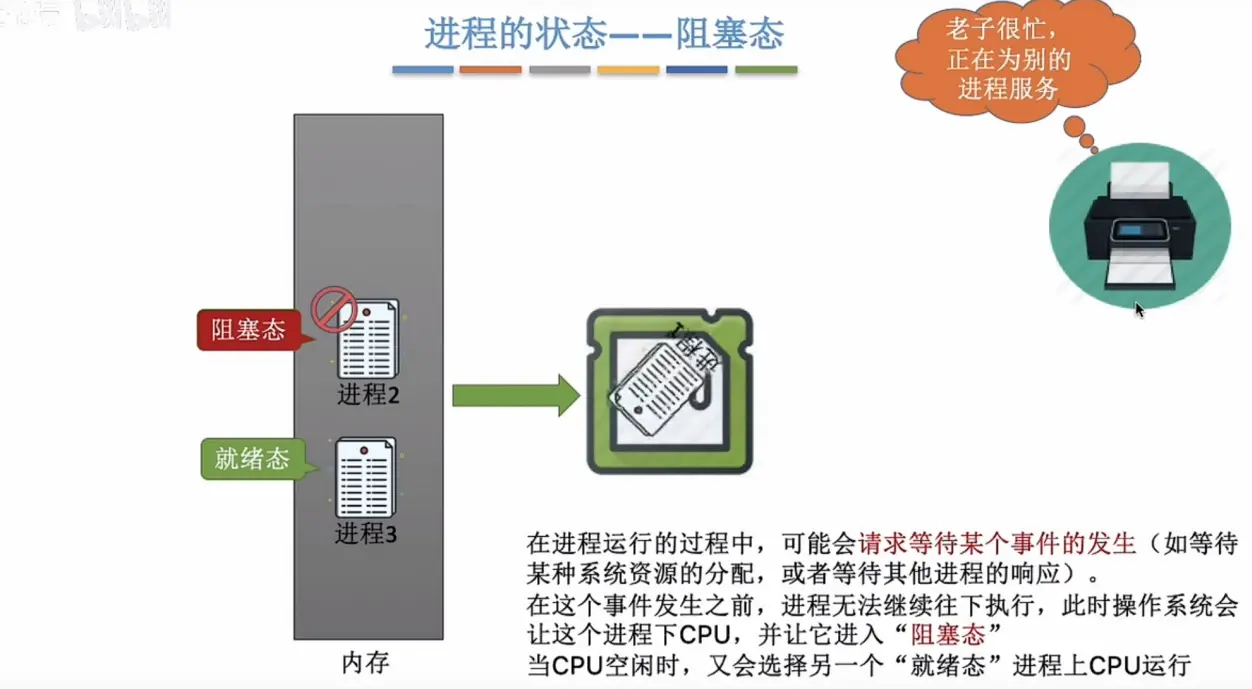 进程的状态——阻塞态
老子很忙，
正在为别的
进程服务
阻塞态
进程2
就绪态
进程3
进程1
内存
在进程运行的过程中，可能会请求等待某个事件的发生（如等待
某种系统资源的分配，或者等待其他进程的响应）。
在这个事件发生之前，进程无法继续往下执行，此时操作系统会
让这个进程下CPU，并让它进入“阻塞态”
当CPU空闲时，又会选择另一个“就绪态”进程上CPU运行